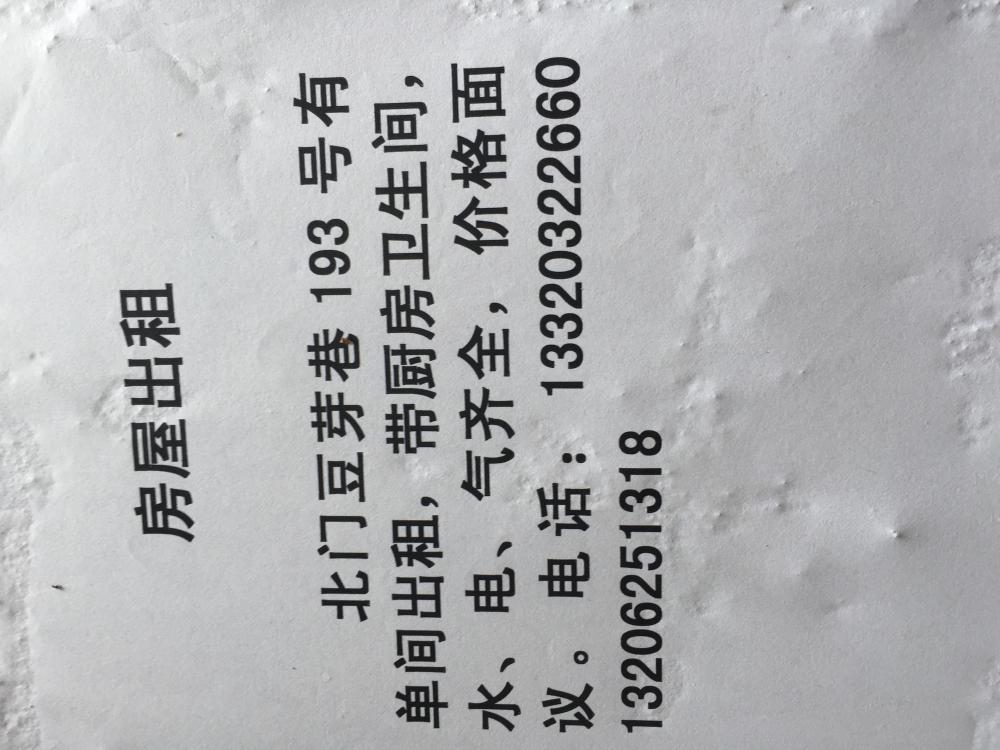 房屋出租
北门豆芽巷 193 号有
单间出租，带厨房卫生间，
水、电、气齐全，价格面
议。电话：13320322660
13206251318